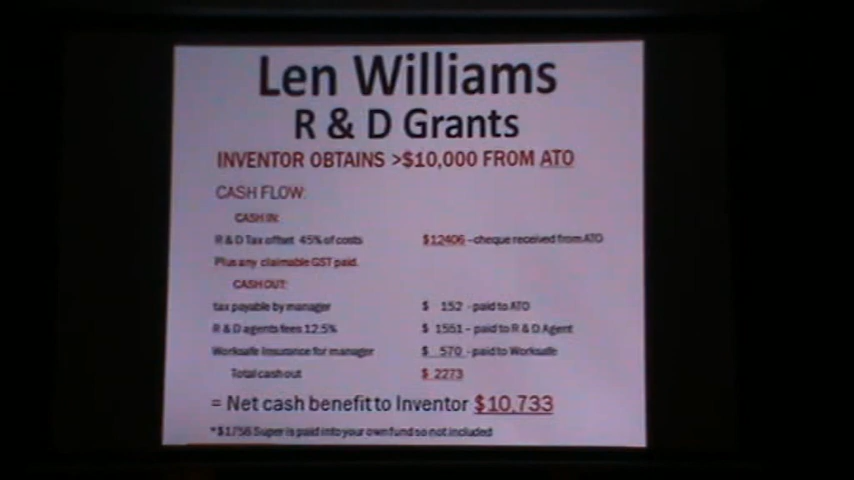 Len Williams
R & D Grants
INVENTOR OBTAINS >$10,000 FROM ATO
CASH FLOW:
CASH IN:
R & D Tax offset 45% of costs $12406 - cheque received from ATO
Plus any claimable GST paid.
CASH OUT:
tax payable by manager $ 152 - paid to ATO
R & D agents fees 12.5% $ 1551 - paid to R & D Agent
Worksafe Insurance for manager $ 570 - paid to Worksafe
Total cash out $ 2273
= Net cash benefit to Inventor $10,733
* $1756 Super is paid into your own fund so not included